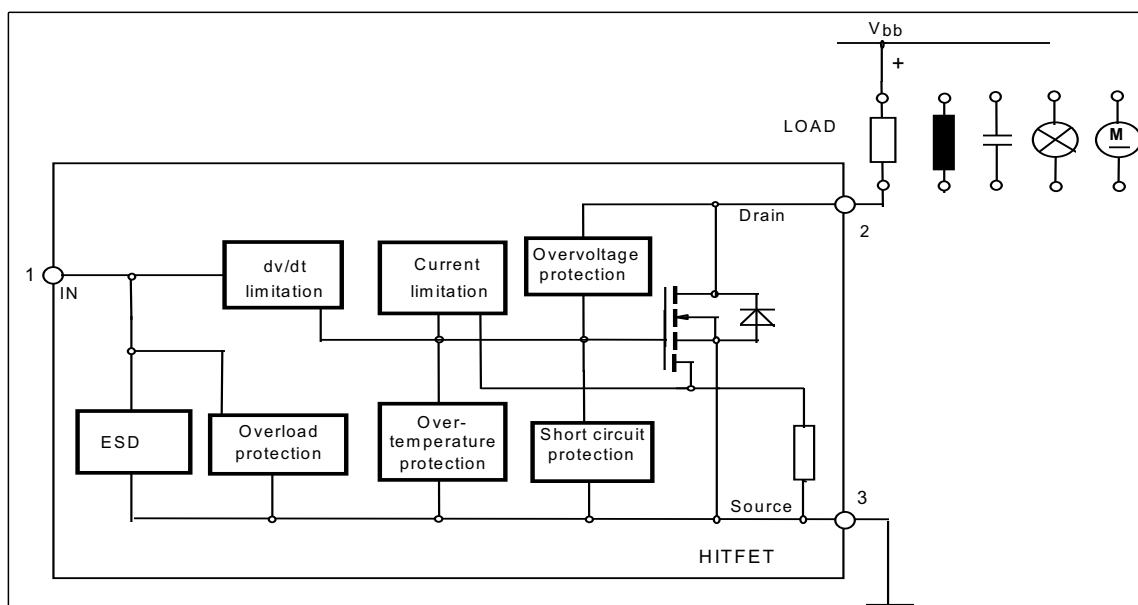 Vbb
+
LOAD
M
Drain
2
1
IN
dv/dt
limitation
Current
limitation
Overvoltage
protection
ESD
Overload
protection
Over-
temperature
protection
Short circuit
protection
Source
3
HITFET